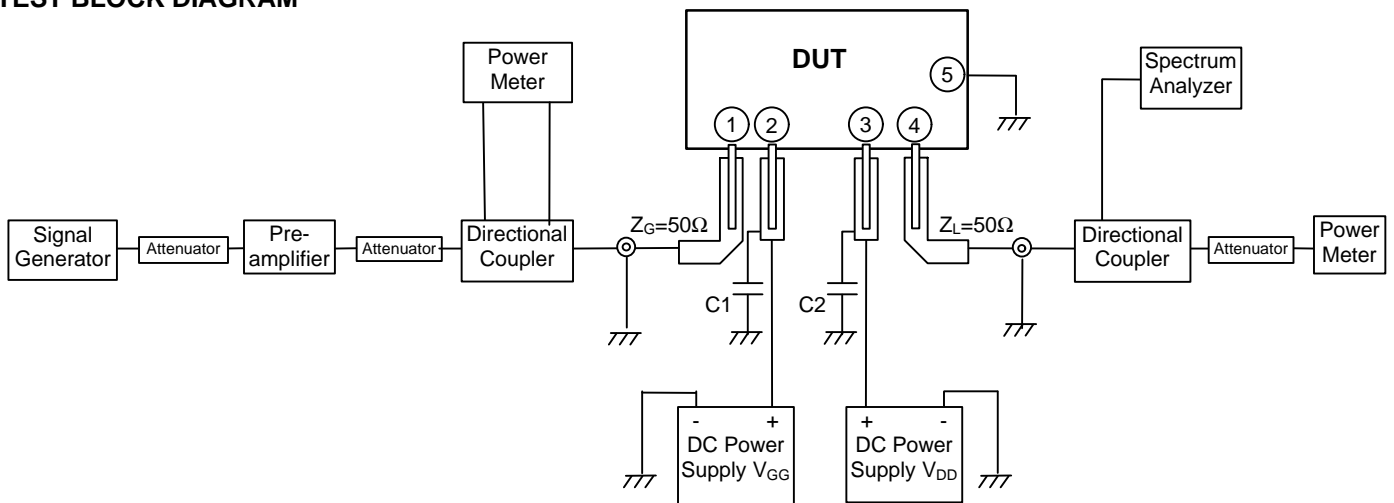 TEST BLOCK DIAGRAM
Power
Meter
DUT
5
Spectrum
Analyzer
1
2
3
4
Signal
Generator
Attenuator
Pre-
amplifier
Attenuator
Directional
Coupler
ZG=50Ω
ZL=50Ω
Directional
Coupler
Attenuator
Power
Meter
C1
C2
- +
DC Power
Supply VGG
+ -
DC Power
Supply VDD